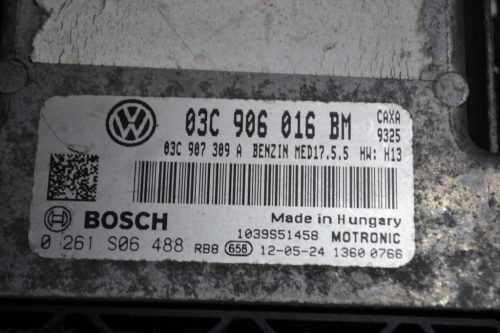 03C 906 016 BM CAXA 9325
03C 907 309 A BENZIN MED17.5.5 HW: H13
BOSCH Made in Hungary
1039S51458 MOTRONIC
0 261 S06 488 RB8 658 12-05-24 1360 0766